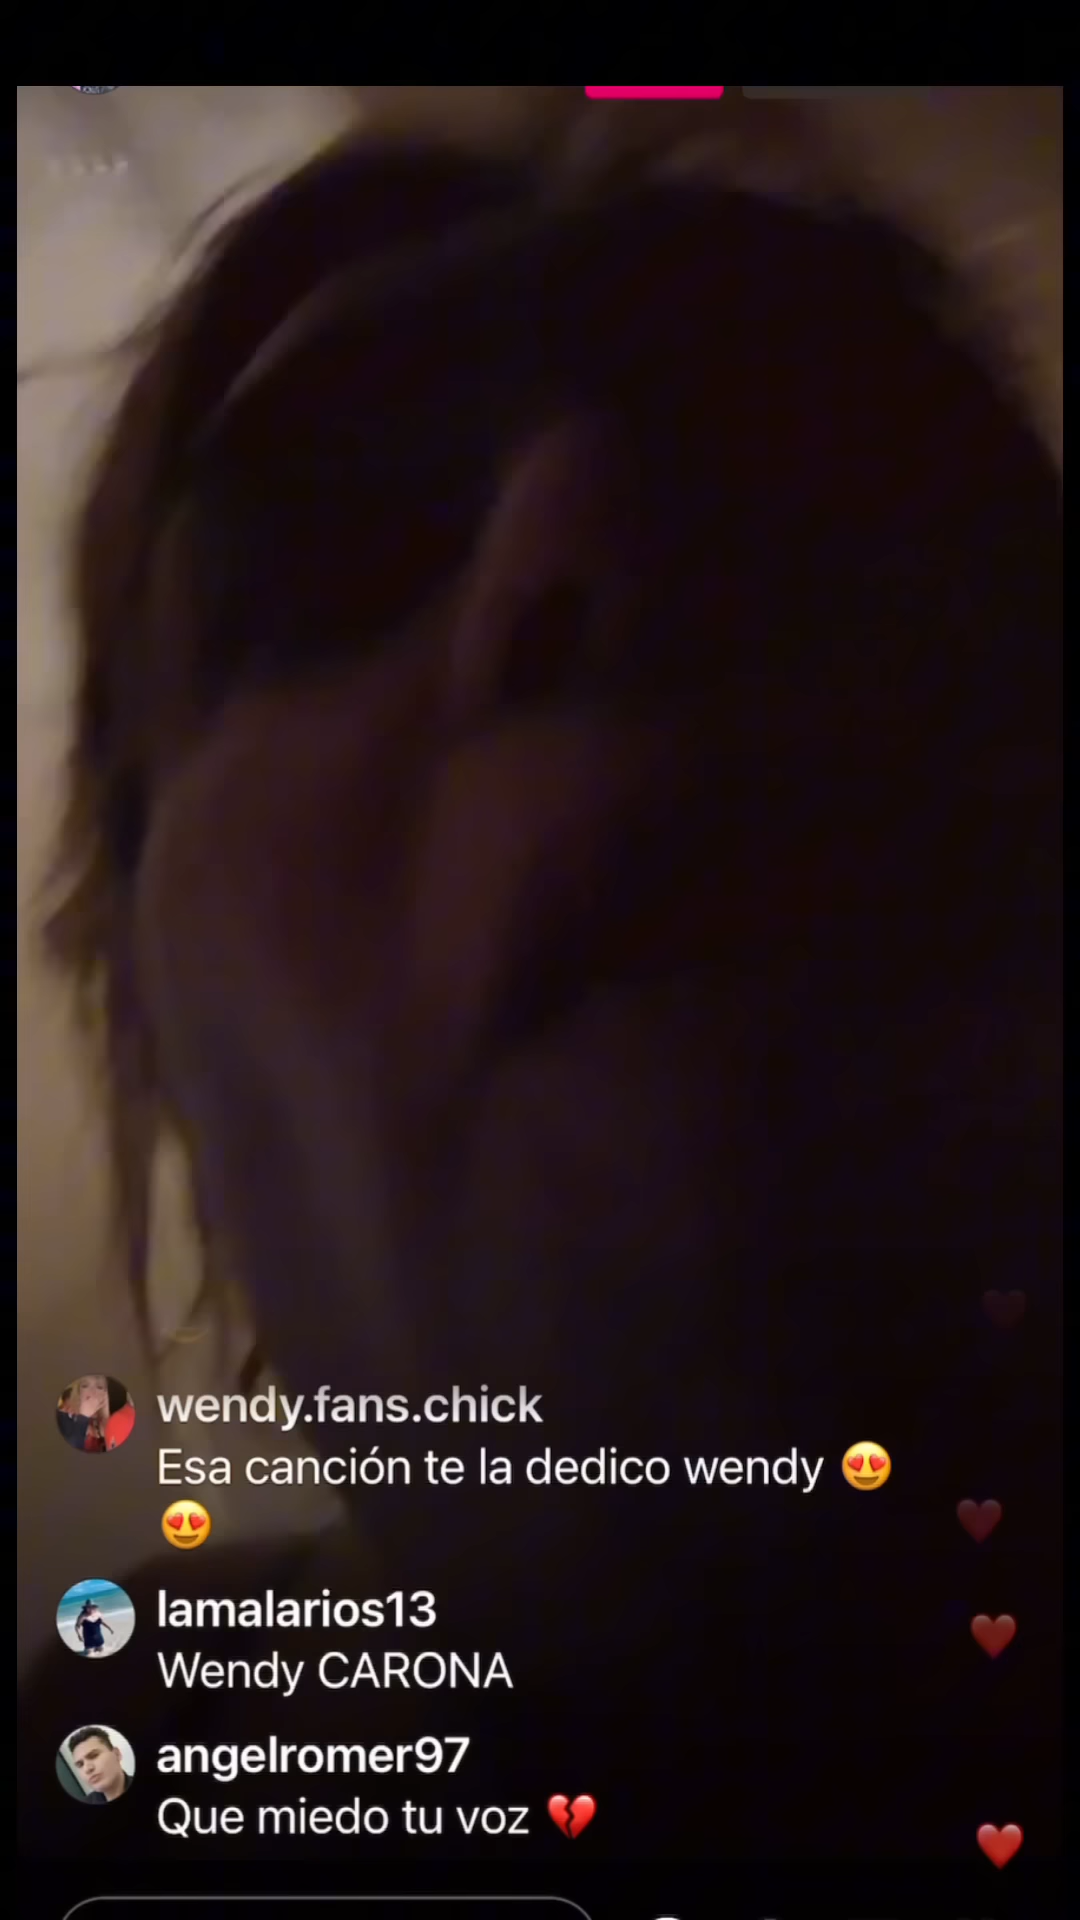 wendy.fans.chick
Esa canción te la dedico wendy 😍
😍
lamalarios13
Wendy CARONA
angelromer97
Que miedo tu voz 💔